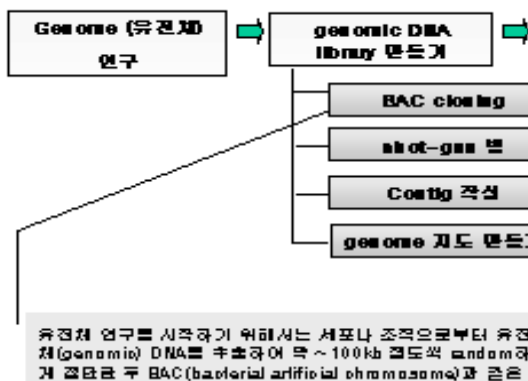 Genome (유전체)
연구
genomic DNA
library 만들기
BAC cloning
shot-gun 법
Contig 작성
genome 지도 만들기
유전체 연구를 시작하기 위해서는 세포나 조직으로부터 유전
체(genomic) DNA를 추출하여 약 ~100kb 정도씩 random하
게 절단한 후 BAC(bacterial artificial chromosome)과 같은